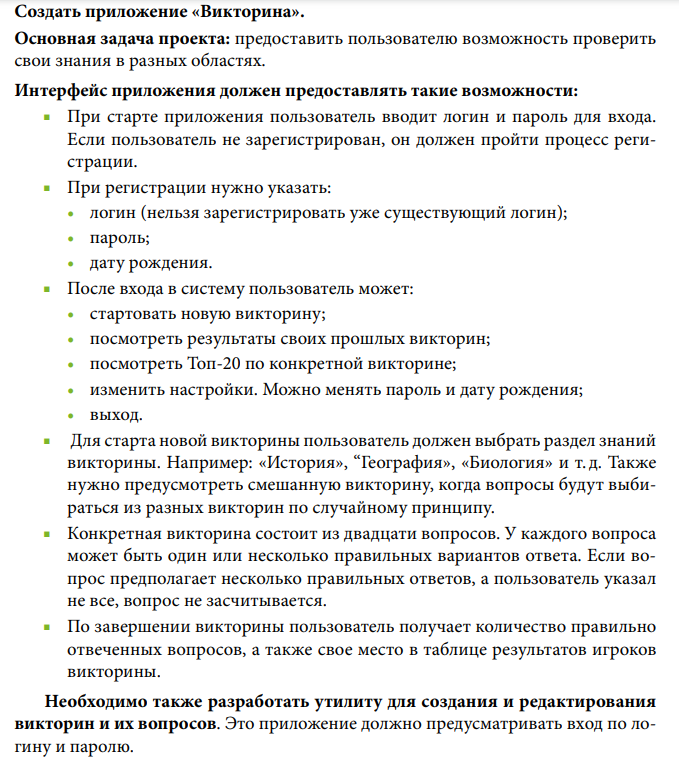 Создать приложение «Викторина».
Основная задача проекта: предоставить пользователю возможность проверить
свои знания в разных областях.
Интерфейс приложения должен предоставлять такие возможности:
■ При старте приложения пользователь вводит логин и пароль для входа.
Если пользователь не зарегистрирован, он должен пройти процесс реги-
страции.
■ При регистрации нужно указать:
• логин (нельзя зарегистрировать уже существующий логин);
• пароль;
• дату рождения.
■ После входа в систему пользователь может:
• стартовать новую викторину;
• посмотреть результаты своих прошлых викторин;
• посмотреть Топ-20 по конкретной викторине;
• изменить настройки. Можно менять пароль и дату рождения;
• выход.
■ Для старта новой викторины пользователь должен выбрать раздел знаний
викторины. Например: «История», “География», «Биология» и т. д. Также
нужно предусмотреть смешанную викторину, когда вопросы будут выби-
раться из разных викторин по случайному принципу.
■ Конкретная викторина состоит из двадцати вопросов. У каждого вопроса
может быть один или несколько правильных вариантов ответа. Если во-
прос предполагает несколько правильных ответов, а пользователь указал
не все, вопрос не засчитывается.
■ По завершении викторины пользователь получает количество правильно
отвеченных вопросов, а также свое место в таблице результатов игроков
викторины.
Необходимо также разработать утилиту для создания и редактирования
викторин и их вопросов. Это приложение должно предусматривать вход по ло-
гину и паролю.